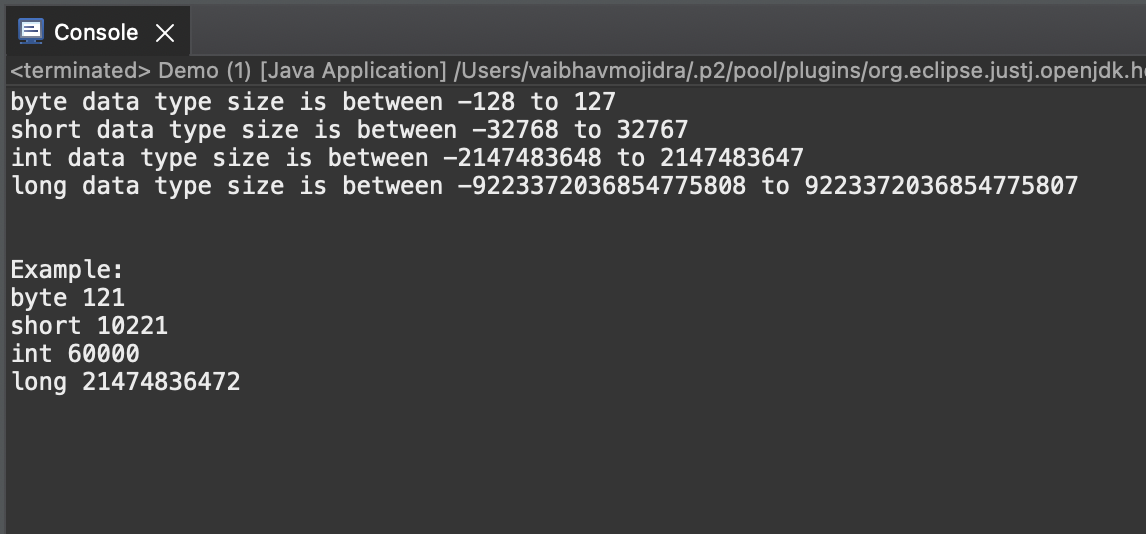 Console
<terminated> Demo (1) [Java Application] /Users/vaibhavmojidra/.p2/pool/plugins/org.eclipse.justj.openjdk.h
byte data type size is between -128 to 127
short data type size is between -32768 to 32767
int data type size is between -2147483648 to 2147483647
long data type size is between -9223372036854775808 to 9223372036854775807
Example:
byte 121
short 10221
int 60000
long 21474836472